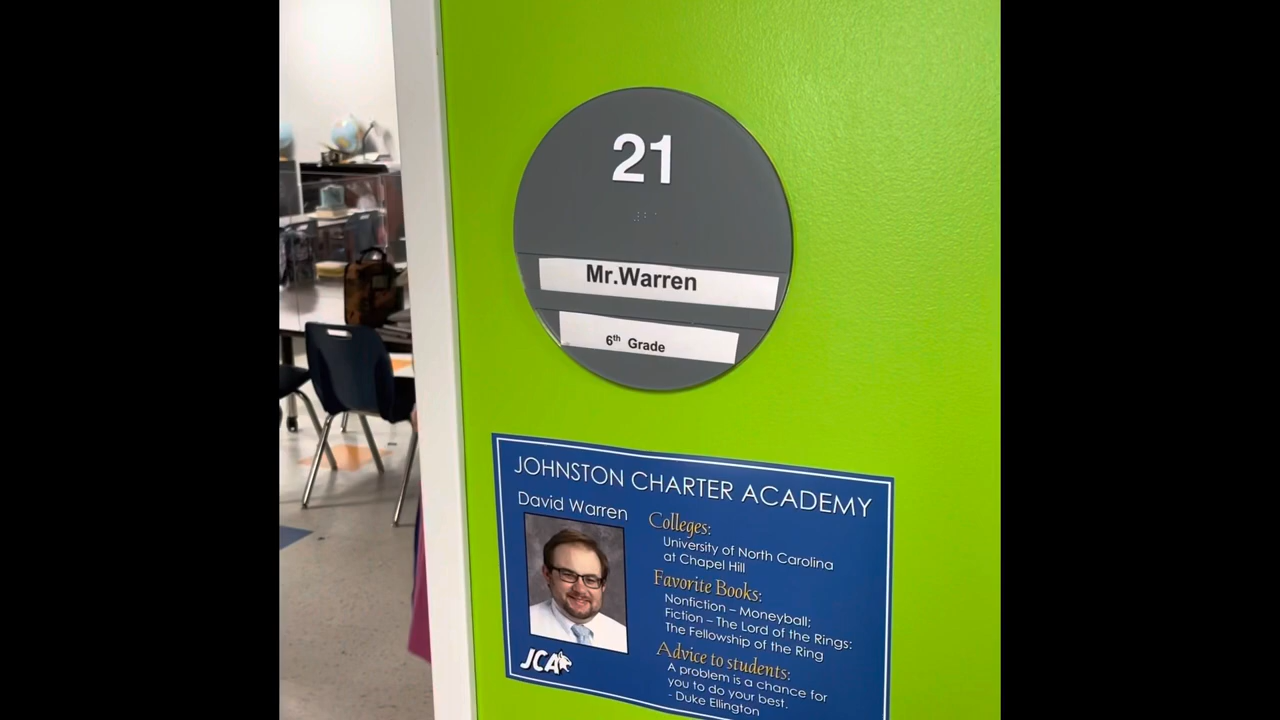 21
Mr.Warren
6th Grade
JOHNSTON CHARTER ACADEMY
David Warren
Colleges:
University of North Carolina
at Chapel Hill
Favorite Books:
Nonfiction – Moneyball;
Fiction – The Lord of the Rings:
The Fellowship of the Ring
Advice to students:
A problem is a chance for
you to do your best.
- Duke Ellington
JCA